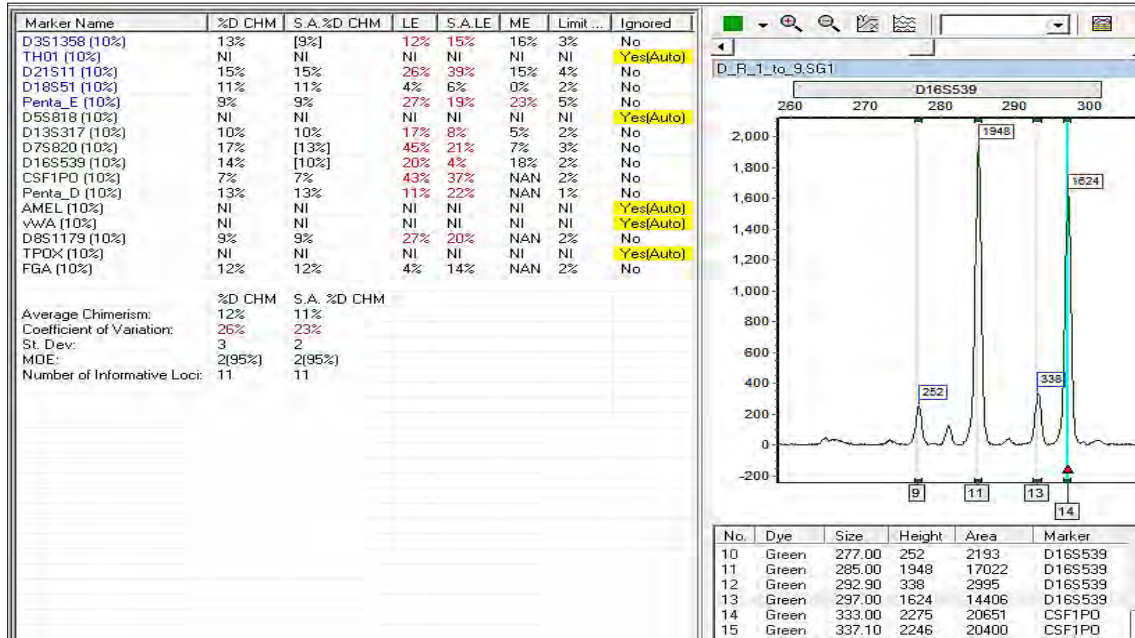 Marker Name %D CHM S.A.%D CHM LE S.A.LE ME Limit ... Ignored
D3S1358 (10%) 13% [9%] 12% 15% 16% 3% No
TH01 (10%) NI NI NI NI NI NI Yes(Auto)
D21S11 (10%) 15% 15% 26% 39% 15% 4% No
D18S51 (10%) 11% 11% 4% 6% 0% 2% No
Penta_E (10%) 9% 9% 27% 19% 23% 5% No
D5S818 (10%) NI NI NI NI NI NI Yes(Auto)
D13S317 (10%) 10% 10% 17% 8% 5% 2% No
D7S820 (10%) 17% [13%] 45% 21% 7% 3% No
D16S539 (10%) 14% [10%] 20% 4% 18% 2% No
CSF1PO (10%) 7% 7% 43% 37% NAN 2% No
Penta_D (10%) 13% 13% 11% 22% NAN 1% No
AMEL (10%) NI NI NI NI NI NI Yes(Auto)
vWA (10%) NI NI NI NI NI NI Yes(Auto)
D8S1179 (10%) 9% 9% 27% 20% NAN 2% No
TPOX (10%) NI NI NI NI NI NI Yes(Auto)
FGA (10%) 12% 12% 4% 14% NAN 2% No
%D CHM S.A. %D CHM
Average Chimerism: 12% 11%
Coefficient of Variation: 26% 23%
St. Dev: 3 2
MOE: 2(95%) 2(95%)
Number of Informative Loci: 11 11
D_R_1_to_9.SG1
D16S539
260 270 280 290 300
2,000
1,800
1,600
1,400
1,200
1,000
800
600
400
200
0
-200
1948
1624
338
252
9 11 13
14
No. Dye Size Height Area Marker
10 Green 277.00 252 2193 D16S539
11 Green 285.00 1948 17022 D16S539
12 Green 292.90 338 2995 D16S539
13 Green 297.00 1624 14406 D16S539
14 Green 333.00 2275 20651 CSF1PO
15 Green 337.10 2246 20400 CSF1PO